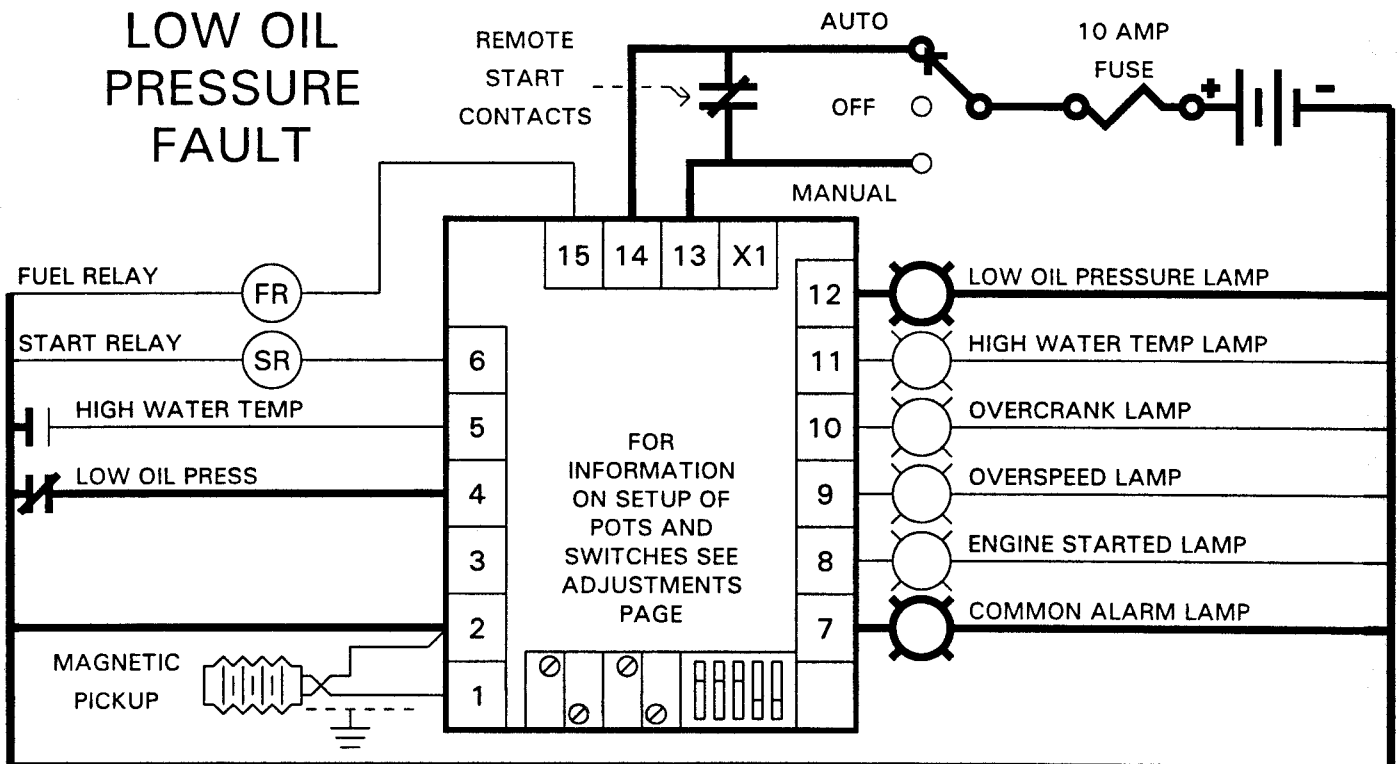 LOW OIL
PRESSURE
FAULT
REMOTE
START
CONTACTS
AUTO
OFF
MANUAL
10 AMP
FUSE
+
-
15 14 13 X1
FUEL RELAY
FR
START RELAY
SR
HIGH WATER TEMP
LOW OIL PRESS
MAGNETIC
PICKUP
6
5
4
3
2
1
FOR
INFORMATION
ON SETUP OF
POTS AND
SWITCHES SEE
ADJUSTMENTS
PAGE
12
11
10
9
8
7
LOW OIL PRESSURE LAMP
HIGH WATER TEMP LAMP
OVERCRANK LAMP
OVERSPEED LAMP
ENGINE STARTED LAMP
COMMON ALARM LAMP